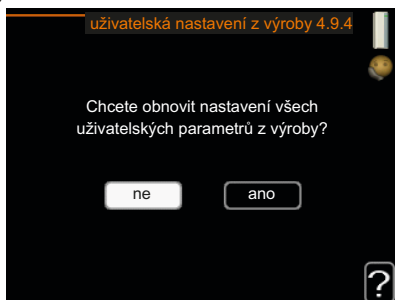 uživatelská nastavení z výroby 4.9.4
Chcete obnovit nastavení všech
uživatelských parametrů z výroby?
ne
ano
?